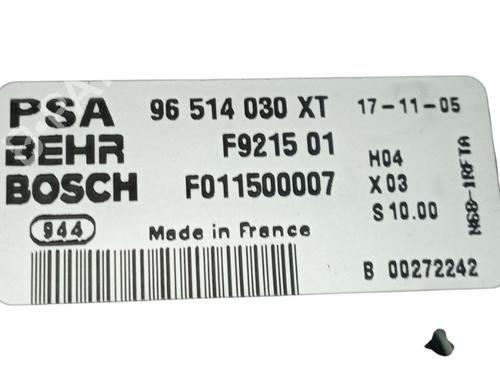 PSA 96 514 030 XT 17-11-05
BEHR F9215 01 H04
BOSCH F011500007 X 03
S 10.00
944 Made in France
B 00272242
N68-1RFTA